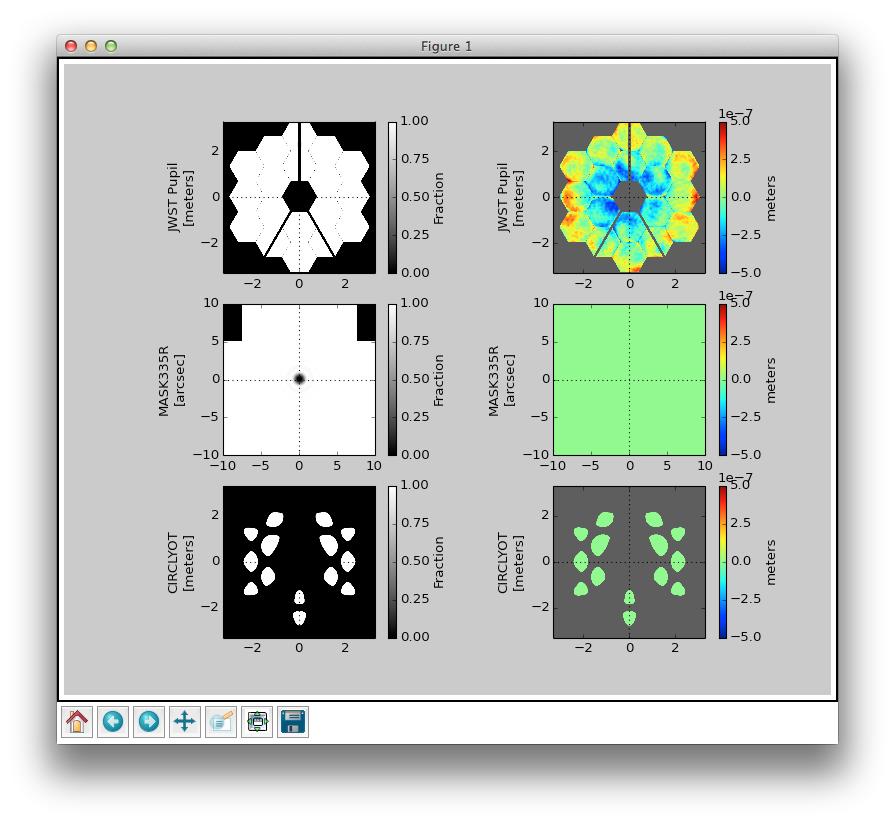 Figure 1
1e−7
JWST Pupil
[meters]
2
0
−2
−2 0 2
1.00
0.75
0.50
0.25
0.00
Fraction
JWST Pupil
[meters]
2
0
−2
−2 0 2
5.0
2.5
0.0
−2.5
−5.0
meters
MASK335R
[arcsec]
10
5
0
−5
−10
−10 −5 0 5 10
1.00
0.75
0.50
0.25
0.00
Fraction
1e−7
MASK335R
[arcsec]
10
5
0
−5
−10
−10 −5 0 5 10
5.0
2.5
0.0
−2.5
−5.0
meters
CIRCLYOT
[meters]
2
0
−2
−2 0 2
1.00
0.75
0.50
0.25
0.00
Fraction
1e−7
CIRCLYOT
[meters]
2
0
−2
−2 0 2
5.0
2.5
0.0
−2.5
−5.0
meters